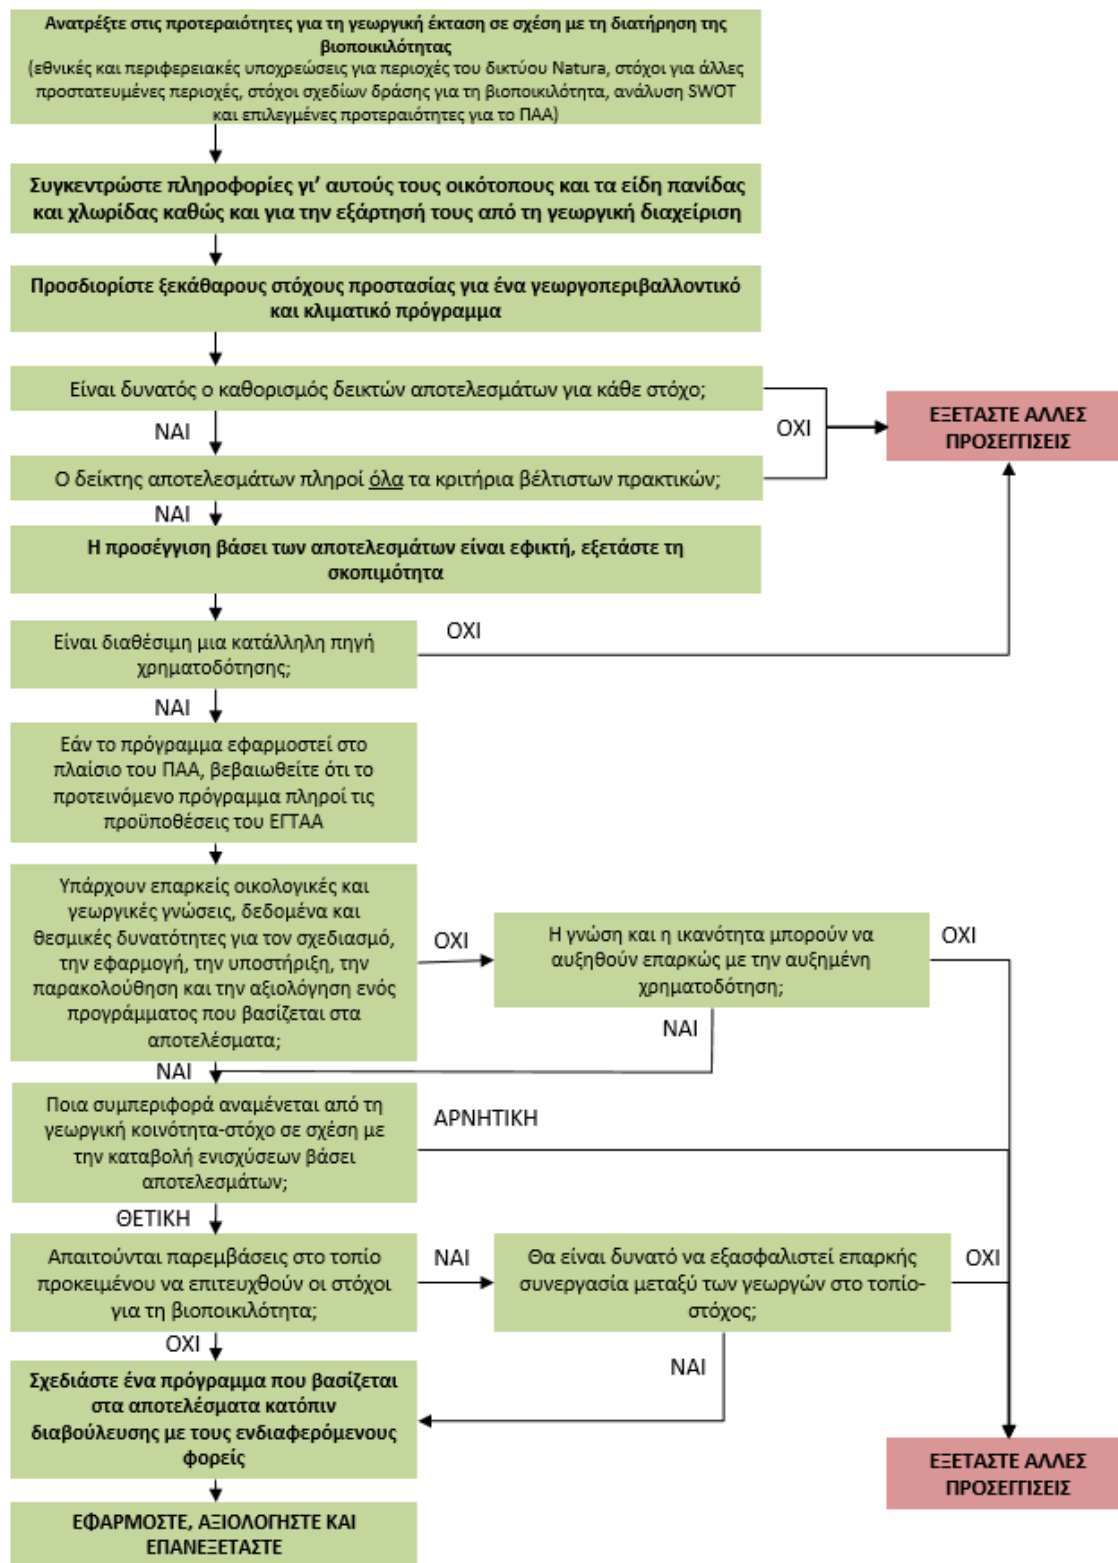 Ανατρέξτε στις προτεραιότητες για τη γεωργική έκταση σε σχέση με τη διατήρηση της
βιοποικιλότητας
(εθνικές και περιφερειακές υποχρεώσεις για περιοχές του δικτύου Natura, στόχοι για άλλες
προστατευμένες περιοχές, στόχοι σχεδίων δράσης για τη βιοποικιλότητα, ανάλυση SWOT
και επιλεγμένες προτεραιότητες για το ΠΑΑ)
Συγκεντρώστε πληροφορίες γι’ αυτούς τους οικότοπους και τα είδη πανίδας
και χλωρίδας καθώς και για την εξάρτησή τους από τη γεωργική διαχείριση
Προσδιορίστε ξεκάθαρους στόχους προστασίας για ένα γεωργοπεριβαλλοντικό
και κλιματικό πρόγραμμα
Είναι δυνατός ο καθορισμός δεικτών αποτελεσμάτων για κάθε στόχο;
ΝΑΙ
ΟΧΙ
ΕΞΕΤΑΣΤΕ ΑΛΛΕΣ
ΠΡΟΣΕΓΓΙΣΕΙΣ
Ο δείκτης αποτελεσμάτων πληροί όλα τα κριτήρια βέλτιστων πρακτικών;
ΝΑΙ
Η προσέγγιση βάσει των αποτελεσμάτων είναι εφικτή, εξετάστε τη
σκοπιμότητα
Είναι διαθέσιμη μια κατάλληλη πηγή
χρηματοδότησης;
ΟΧΙ
ΝΑΙ
Εάν το πρόγραμμα εφαρμοστεί στο
πλαίσιο του ΠΑΑ, βεβαιωθείτε ότι το
προτεινόμενο πρόγραμμα πληροί τις
προϋποθέσεις του ΕΓΤΑΑ
Υπάρχουν επαρκείς οικολογικές και
γεωργικές γνώσεις, δεδομένα και
θεσμικές δυνατότητες για τον σχεδιασμό,
την εφαρμογή, την υποστήριξη, την
παρακολούθηση και την αξιολόγηση ενός
προγράμματος που βασίζεται στα
αποτελέσματα;
ΟΧΙ
Η γνώση και η ικανότητα μπορούν να
αυξηθούν επαρκώς με την αυξημένη
χρηματοδότηση;
ΟΧΙ
ΝΑΙ
ΝΑΙ
Ποια συμπεριφορά αναμένεται από τη
γεωργική κοινότητα-στόχο σε σχέση με
την καταβολή ενισχύσεων βάσει
αποτελεσμάτων;
ΑΡΝΗΤΙΚΗ
ΘΕΤΙΚΗ
Απαιτούνται παρεμβάσεις στο τοπίο
προκειμένου να επιτευχθούν οι στόχοι
για τη βιοποικιλότητα;
ΝΑΙ
Θα είναι δυνατό να εξασφαλιστεί επαρκής
συνεργασία μεταξύ των γεωργών στο τοπίο-
στόχος;
ΟΧΙ
ΟΧΙ
ΝΑΙ
Σχεδιάστε ένα πρόγραμμα που βασίζεται
στα αποτελέσματα κατόπιν
διαβούλευσης με τους ενδιαφερόμενους
φορείς
ΕΞΕΤΑΣΤΕ ΑΛΛΕΣ
ΠΡΟΣΕΓΓΙΣΕΙΣ
ΕΦΑΡΜΟΣΤΕ, ΑΞΙΟΛΟΓΗΣΤΕ ΚΑΙ
ΕΠΑΝΕΞΕΤΑΣΤΕ